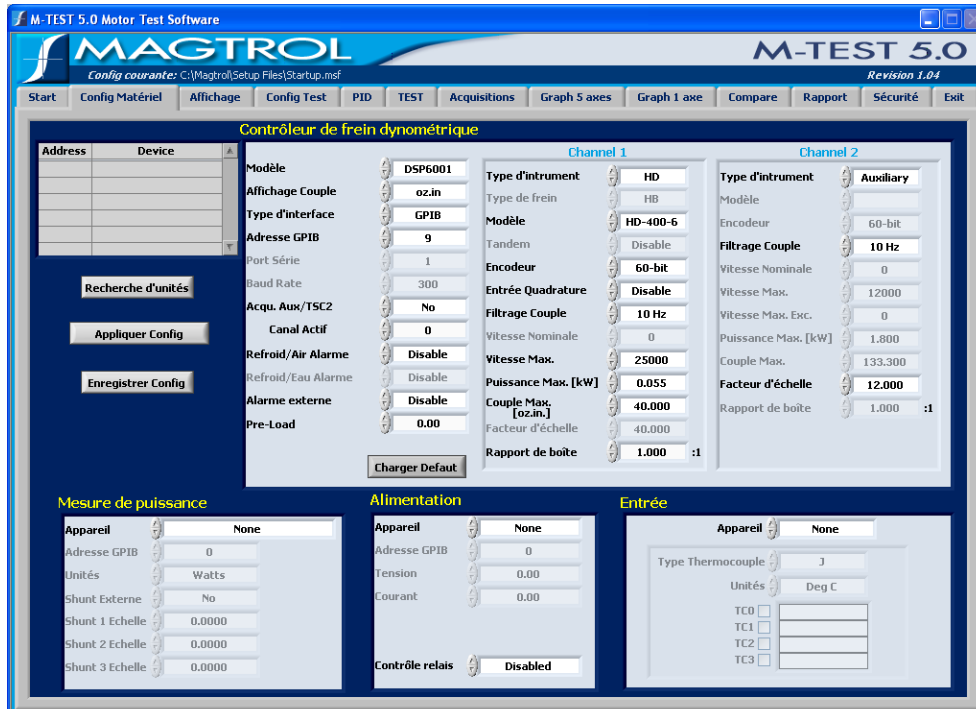 M-TEST 5.0 Motor Test Software
MAGTROL
M-TEST 5.0
Config courante: C:\Magtrol\Setup Files\Startup.msf
Revision 1.04
Start Config Matériel Affichage Config Test PID TEST Acquisitions Graph 5 axes Graph 1 axe Compare Rapport Sécurité Exit
Address Device
Recherche d'unités
Appliquer Config
Enregistrer Config
Contrôleur de frein dynométrique
Modèle DSP6001
Affichage Couple oz.in
Type d'interface GPIB
Adresse GPIB 9
Port Série 1
Baud Rate 300
Acqu. Aux/TSC2 No
Canal Actif 0
Refroid/Air Alarme Disable
Refroid/Eau Alarme Disable
Alarme externe Disable
Pre-Load 0.00
Charger Defaut
Channel 1
Type d'intrument HD
Type de frein HB
Modèle HD-400-6
Tandem Disable
Encodeur 60-bit
Entrée Quadrature Disable
Filtrage Couple 10 Hz
Vitesse Nominale 0
Vitesse Max. 25000
Puissance Max. [kW] 0.055
Couple Max. [oz.in.] 40.000
Facteur d'échelle 40.000
Rapport de boîte 1.000 :1
Channel 2
Type d'intrument Auxiliary
Modèle
Encodeur 60-bit
Filtrage Couple 10 Hz
Vitesse Nominale 0
Vitesse Max. 12000
Vitesse Max. Exc. 0
Puissance Max. [kW] 1.800
Couple Max. 133.300
Facteur d'échelle 12.000
Rapport de boîte 1.000 :1
Mesure de puissance
Appareil None
Adresse GPIB 0
Unités Watts
Shunt Externe No
Shunt 1 Echelle 0.0000
Shunt 2 Echelle 0.0000
Shunt 3 Echelle 0.0000
Alimentation
Appareil None
Adresse GPIB 0
Tension 0.00
Courant 0.00
Contrôle relais Disabled
Entrée
Appareil None
Type Thermocouple J
Unités Deg C
TC0
TC1
TC2
TC3